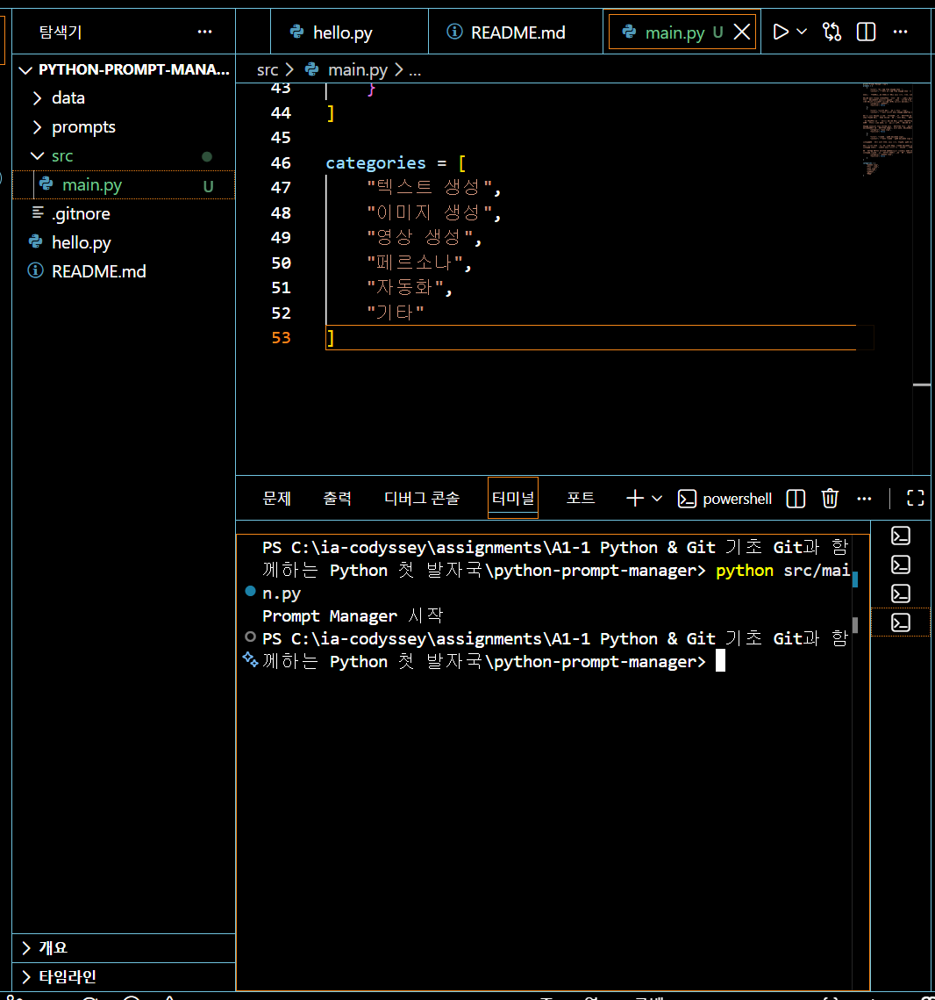 탐색기 ...
hello.py
README.md
main.py U
PYTHON-PROMPT-MANA...
data
prompts
src
main.py U
.gitnore
hello.py
README.md
src > main.py > ...
43 }
44 ]
45
46 categories = [
47 "텍스트 생성",
48 "이미지 생성",
49 "영상 생성",
50 "페르소나",
51 "자동화",
52 "기타"
53 ]
문제 출력 디버그 콘솔 터미널 포트 powershell
PS C:\ia-codyssey\assignments\A1-1 Python & Git 기초 Git과 함
께하는 Python 첫 발자국\python-prompt-manager> python src/mai
n.py
Prompt Manager 시작
PS C:\ia-codyssey\assignments\A1-1 Python & Git 기초 Git과 함
께하는 Python 첫 발자국\python-prompt-manager>
개요
타임라인